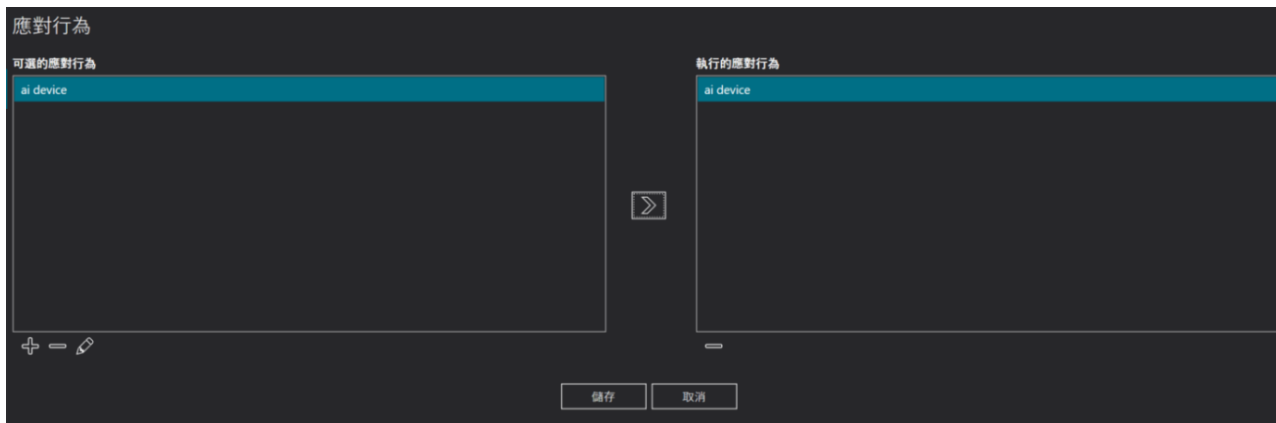 應對行為
可選的應對行為
ai device
執行的應對行為
ai device
儲存
取消